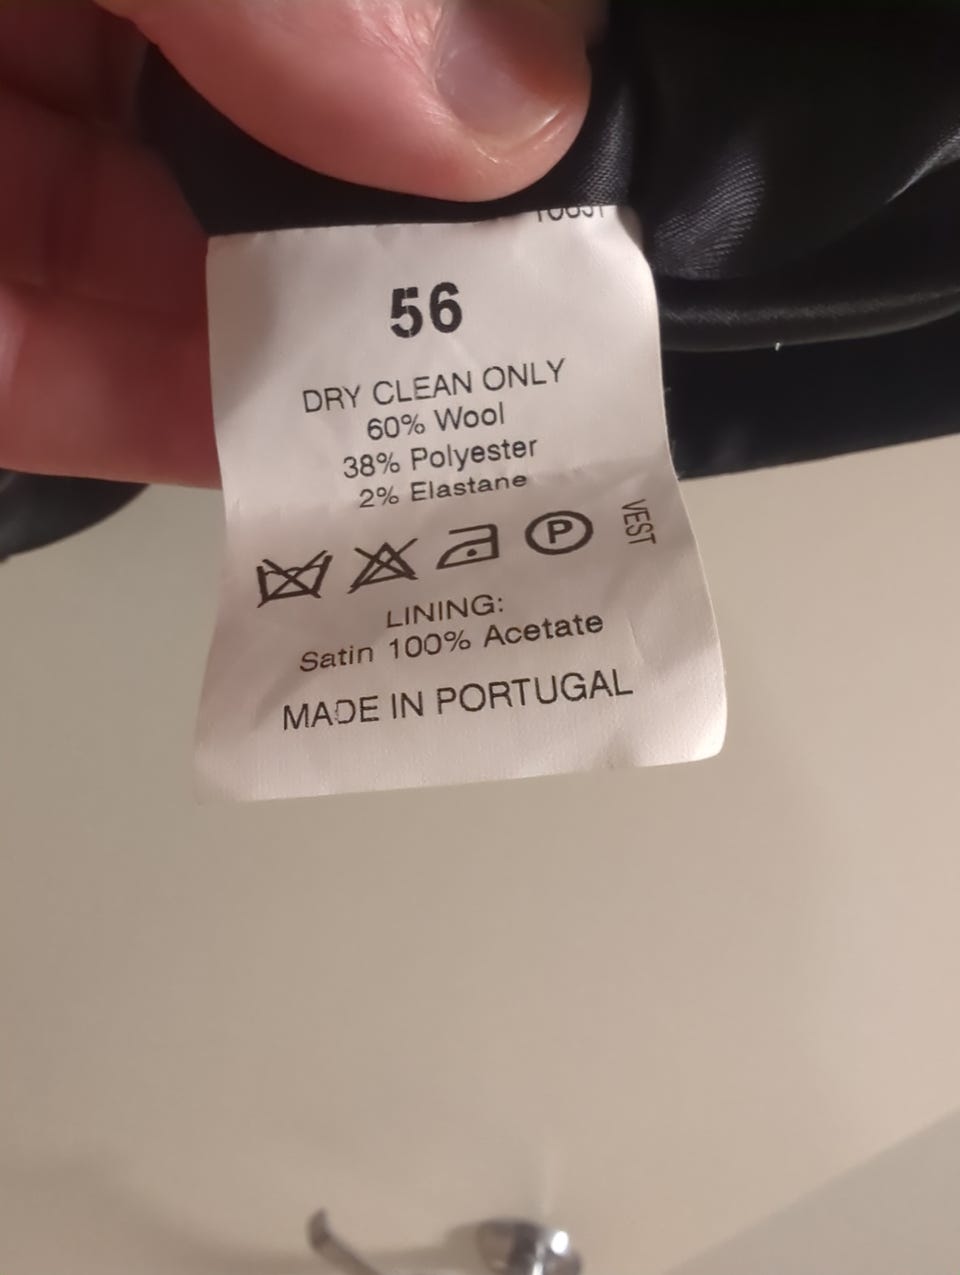 56
DRY CLEAN ONLY
60% Wool
38% Polyester
2% Elastane
P
VEST
LINING:
Satin 100% Acetate
MADE IN PORTUGAL